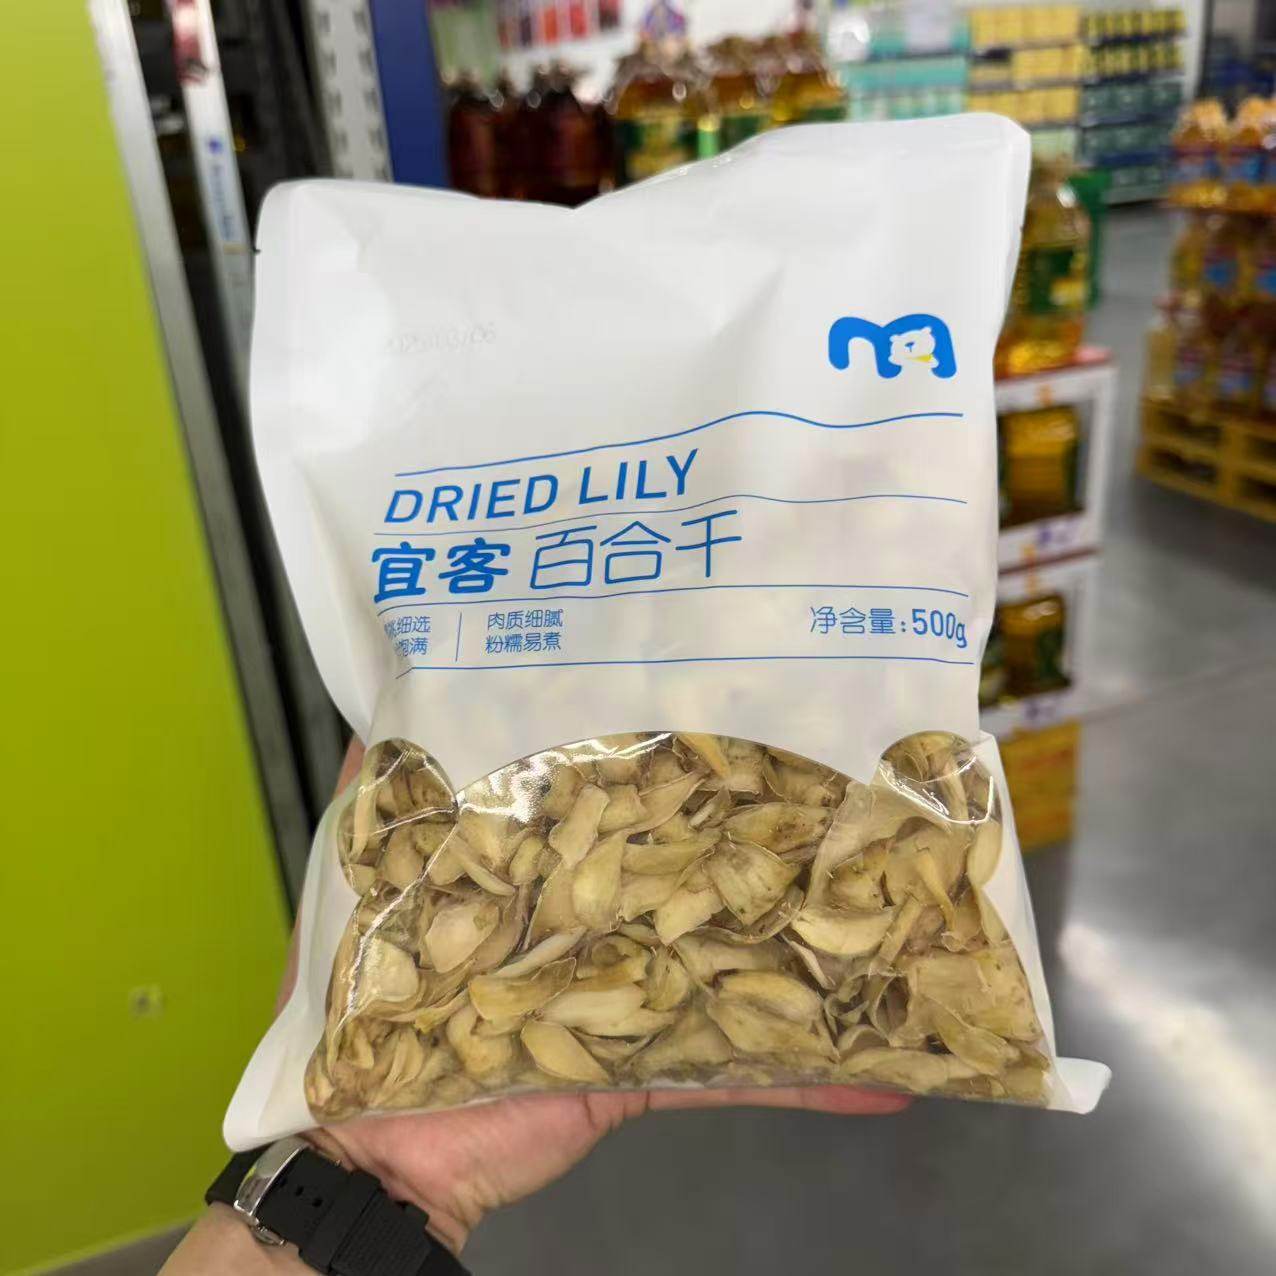 DRIED LILY
宜客 百合干
细选 肉质细腻 净含量:500g
饱满 粉糯易煮